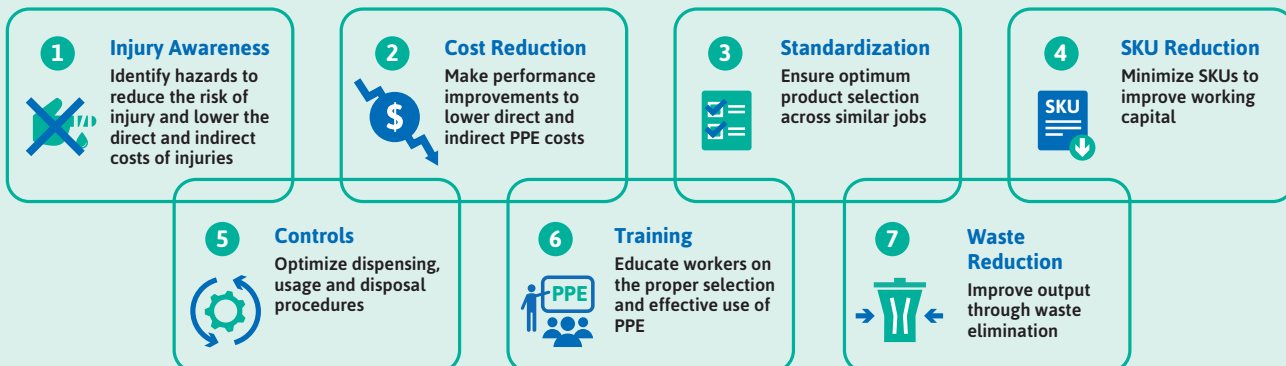 1
Injury Awareness
Identify hazards to
reduce the risk of
injury and lower the
direct and indirect
costs of injuries
2
Cost Reduction
Make performance
improvements to
lower direct and
indirect PPE costs
$
3
Standardization
Ensure optimum
product selection
across similar jobs
4
SKU Reduction
Minimize SKUs to
improve working
capital
SKU
5
Controls
Optimize dispensing,
usage and disposal
procedures
6
Training
Educate workers on
the proper selection
and effective use of
PPE
PPE
7
Waste
Reduction
Improve output
through waste
elimination